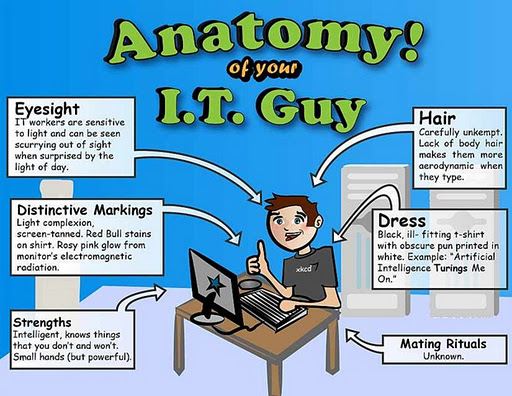 Anatomy!
of your
I.T. Guy
Eyesight
IT workers are sensitive
to light and can be seen
scurrying out of sight
when surprised by the
light of day.
Hair
Carefully unkempt.
Lack of body hair
makes them more
aerodynamic when
they type.
Distinctive Markings
Light complexion,
screen-tanned. Red Bull stains
on shirt. Rosy pink glow from
monitor's electromagnetic
radiation.
Dress
Black, ill- fitting t-shirt
with obscure pun printed in
white. Example: "Artificial
Intelligence Turings Me
On."
xkcd
Strengths
Intelligent, knows things
that you don't and won't.
Small hands (but powerful).
Mating Rituals
Unknown.